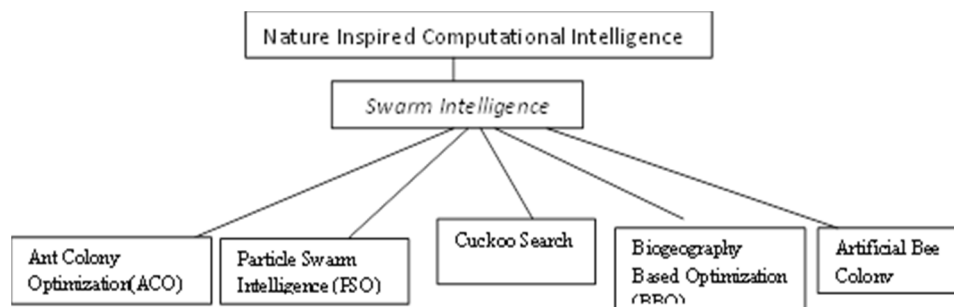 Nature Inspired Computational Intelligence
Swarm Intelligence
Ant Colony
Optimization(ACO)
Particle Swarm
Intelligence (PSO)
Cuckoo Search
Biogeography
Based Optimization
(BBO)
Artificial Bee
Colony